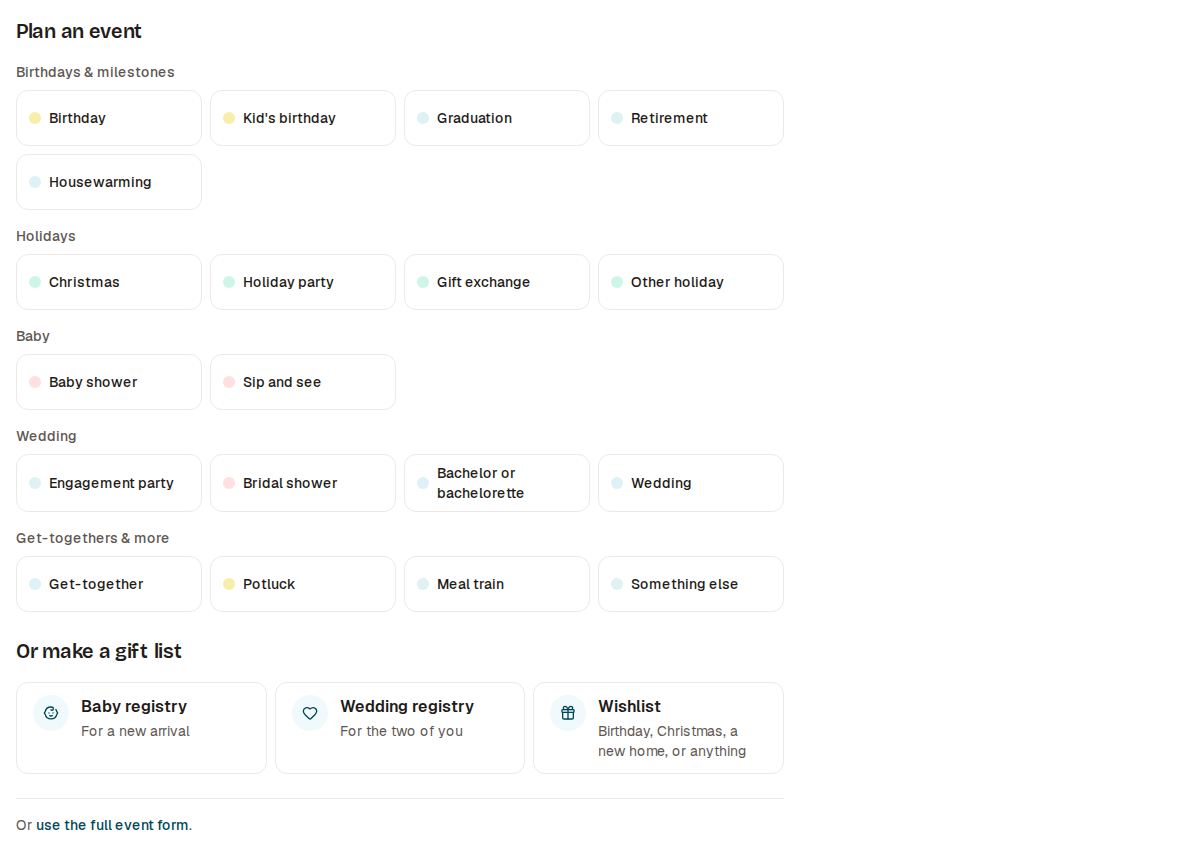 Plan an event
Birthdays & milestones
Birthday
Kid's birthday
Graduation
Retirement
Housewarming
Holidays
Christmas
Holiday party
Gift exchange
Other holiday
Baby
Baby shower
Sip and see
Wedding
Engagement party
Bridal shower
Bachelor or
bachelorette
Wedding
Get-togethers & more
Get-together
Potluck
Meal train
Something else
Or make a gift list
Baby registry
For a new arrival
Wedding registry
For the two of you
Wishlist
Birthday, Christmas, a
new home, or anything
Or use the full event form.